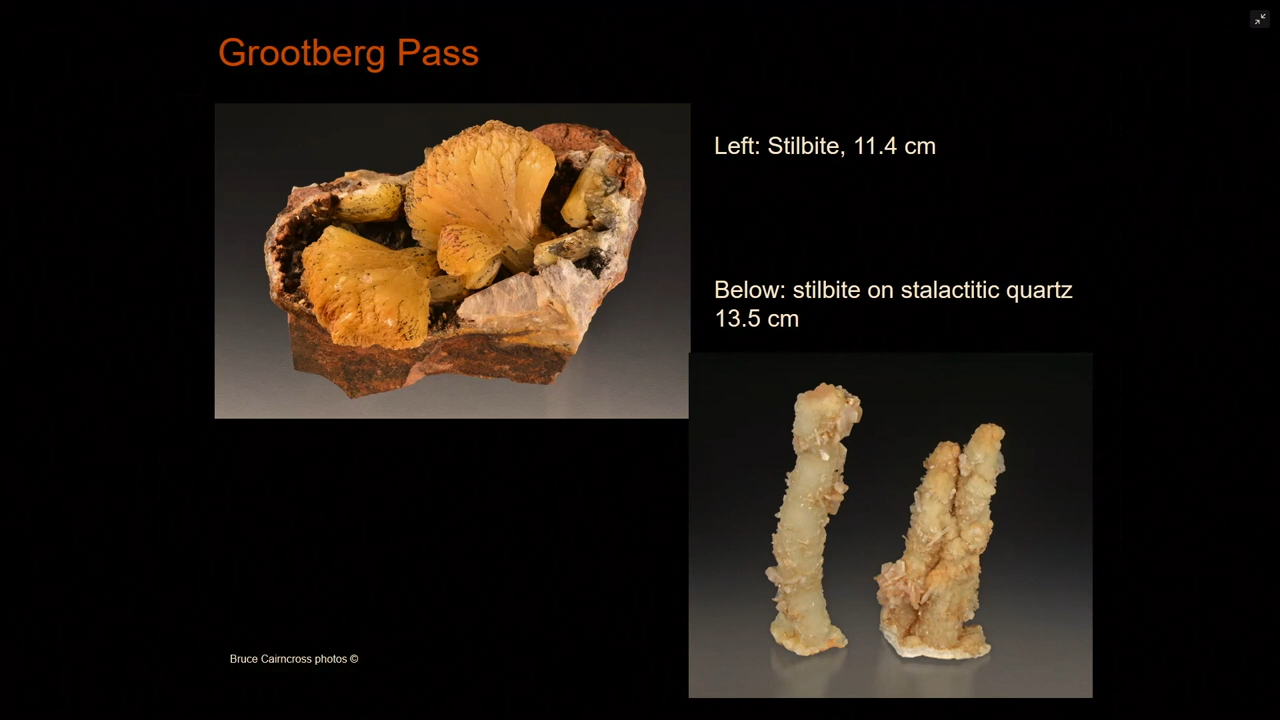 Grootberg Pass
Left: Stilbite, 11.4 cm
Below: stilbite on stalactitic quartz
13.5 cm
Bruce Cairncross photos ©